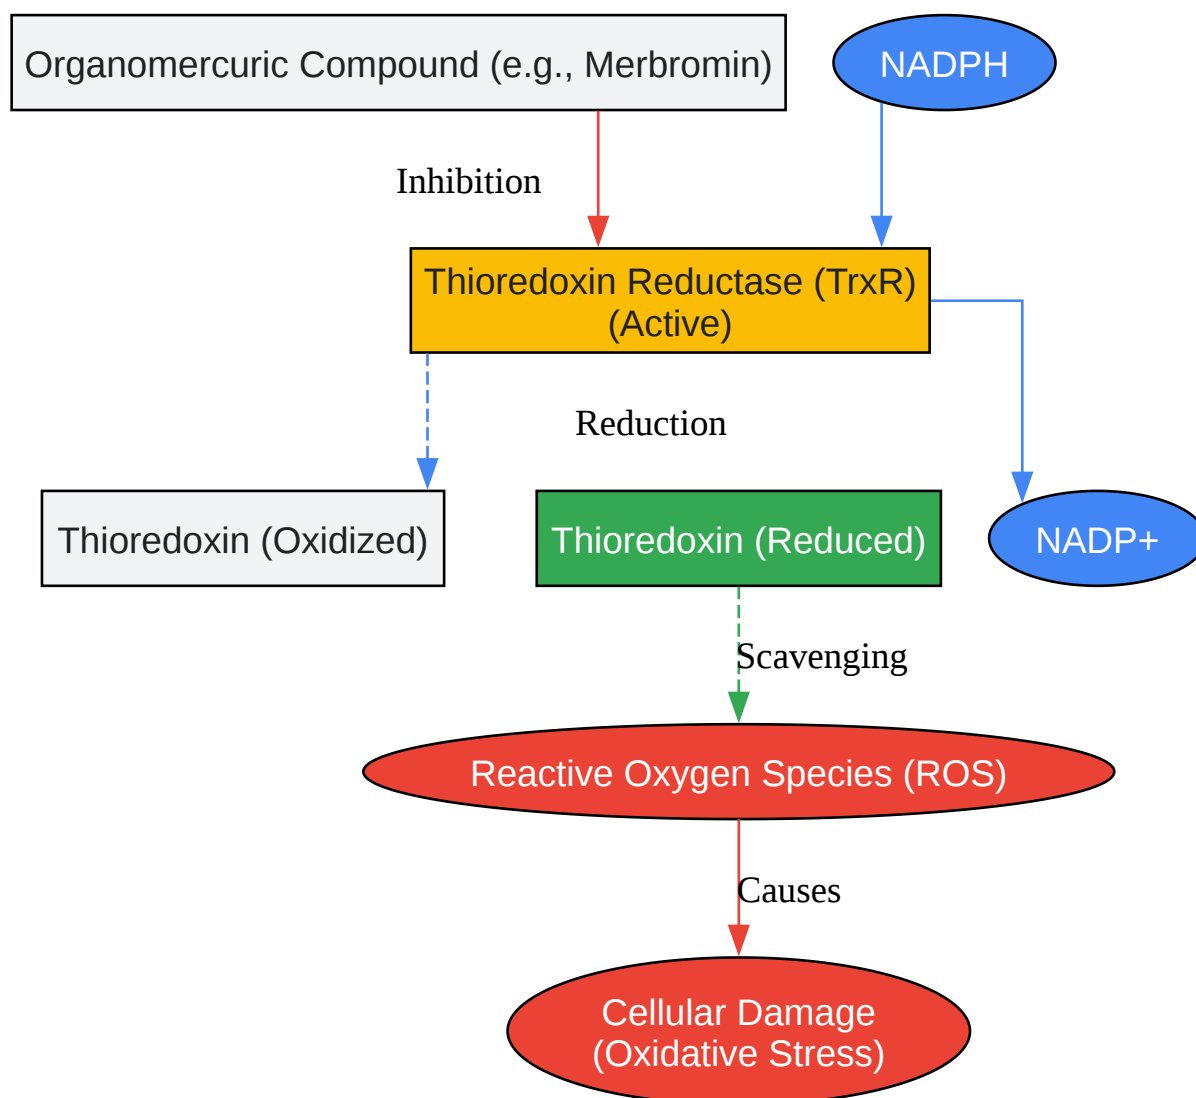 Organomercuric Compound (e.g., Merbromin)
NADPH
Inhibition
Thioredoxin Reductase (TrxR)
(Active)
Reduction
Thioredoxin (Oxidized)
Thioredoxin (Reduced)
NADP+
Scavenging
Reactive Oxygen Species (ROS)
Causes
Cellular Damage
(Oxidative Stress)